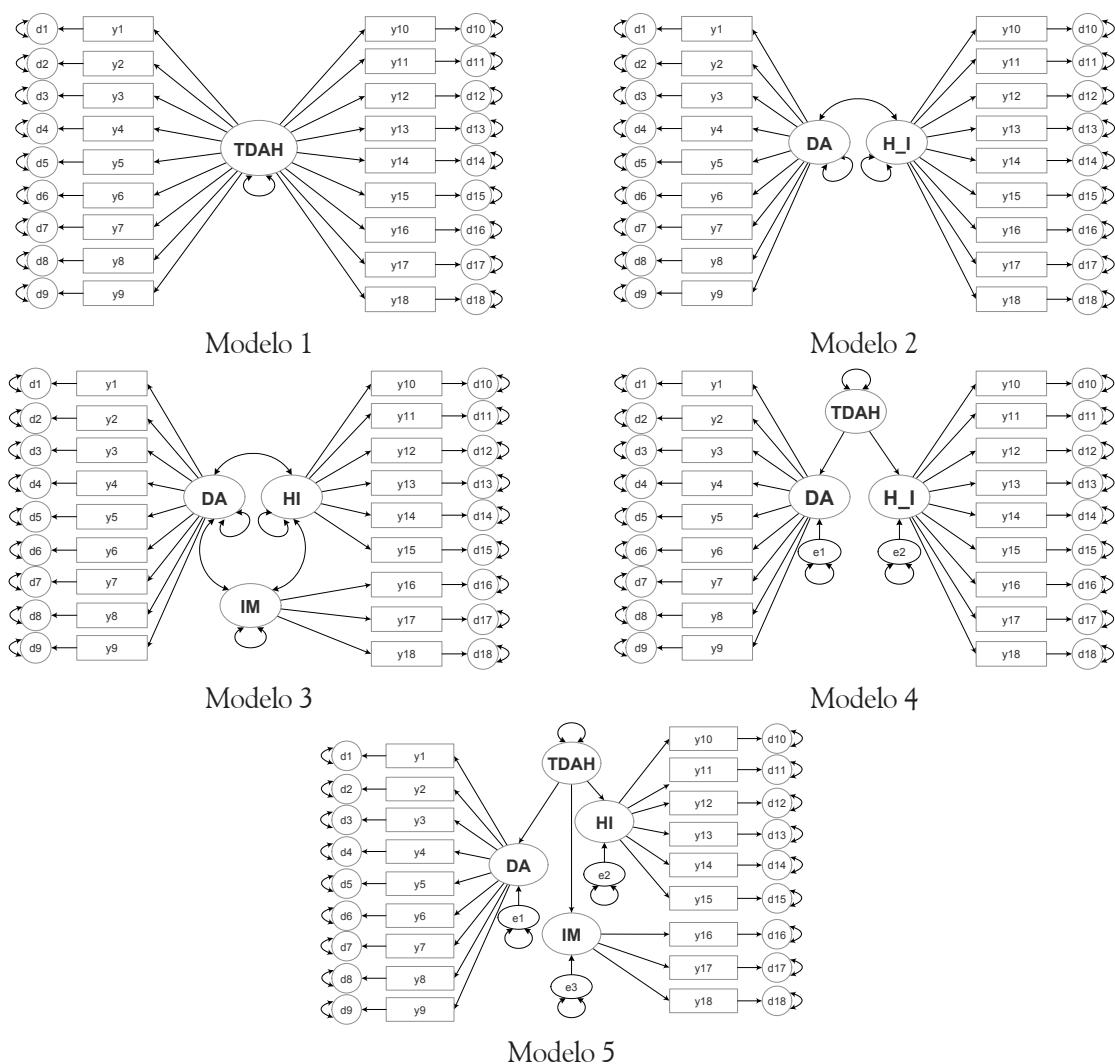 d1 y1 y10 d10
d2 y2 y11 d11
d3 y3 y12 d12
d4 y4 y13 d13
TDAH
d5 y5 y14 d14
d6 y6 y15 d15
d7 y7 y16 d16
d8 y8 y17 d17
d9 y9 y18 d18
Modelo 1
d1 y1 y10 d10
d2 y2 y11 d11
d3 y3 y12 d12
d4 y4 y13 d13
DA H_I
d5 y5 y14 d14
d6 y6 y15 d15
d7 y7 y16 d16
d8 y8 y17 d17
d9 y9 y18 d18
Modelo 2
d1 y1 y10 d10
d2 y2 y11 d11
d3 y3 y12 d12
d4 y4 y13 d13
DA HI
d5 y5 y14 d14
d6 y6 y15 d15
d7 y7 y16 d16
IM
d8 y8 y17 d17
d9 y9 y18 d18
Modelo 3
d1 y1 y10 d10
TDAH
d2 y2 y11 d11
d3 y3 y12 d12
d4 y4 y13 d13
DA H_I
d5 y5 y14 d14
d6 y6 e1 e2 y15 d15
d7 y7 y16 d16
d8 y8 y17 d17
d9 y9 y18 d18
Modelo 4
y10 d10
d1 y1 TDAH y11 d11
d2 y2 y12 d12
d3 y3 HI y13 d13
d4 y4 DA y14 d14
d5 y5 e2 y15 d15
d6 y6 e1 IM y16 d16
d7 y7 y17 d17
d8 y8 e3 y18 d18
d9 y9
Modelo 5